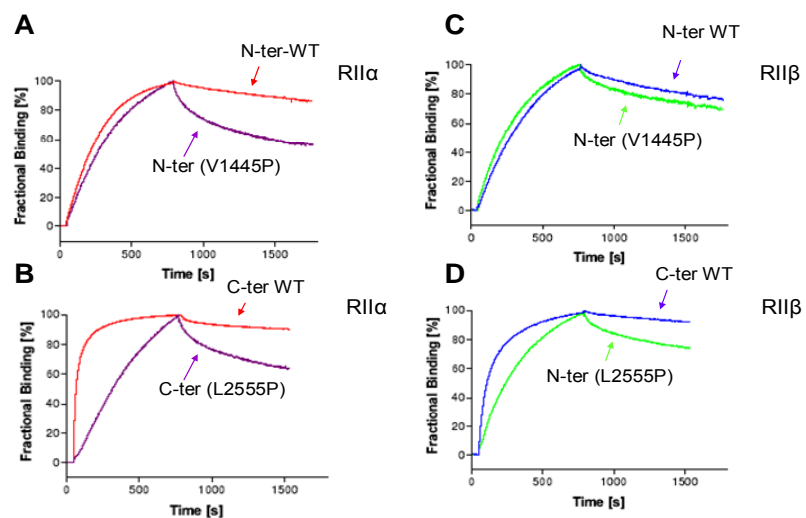 A
N-ter-WT
RIIα
100
80
60
40
20
0
Fractional Binding [%]
N-ter (V1445P)
0 500 1000 1500
Time [s]
B
C-ter WT
RIIα
100
80
60
40
20
0
Fractional Binding [%]
C-ter (L2555P)
0 500 1000 1500
Time [s]
C
N-ter WT
RIIβ
100
80
60
40
20
0
Fractional Binding [%]
N-ter (V1445P)
0 500 1000 1500
Time [s]
D
C-ter WT
RIIβ
100
80
60
40
20
0
Fractional Binding [%]
N-ter (L2555P)
0 500 1000 1500
Time [s]